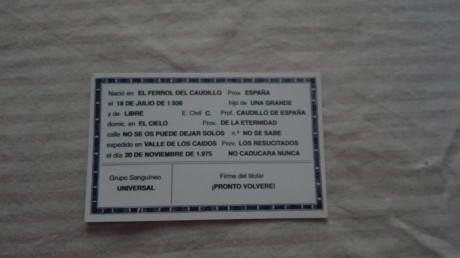 Nació en EL FERROL DEL CAUDILLO Prov. ESPAÑA
el 18 DE JULIO DE 1.936 hijo de UNA GRANDE
y de LIBRE E. Civil C. Prof. CAUDILLO DE ESPAÑA
domic. en EL CIELO Prov. DE LA ETERNIDAD
calle NO SE OS PUEDE DEJAR SOLOS n.º NO SE SABE
expedido en VALLE DE LOS CAIDOS Prov. LOS RESUCITADOS
el día 20 DE NOVIEMBRE DE 1.975 NO CADUCARA NUNCA
Grupo Sanguíneo Firma del titular
UNIVERSAL ¡PRONTO VOLVERE!